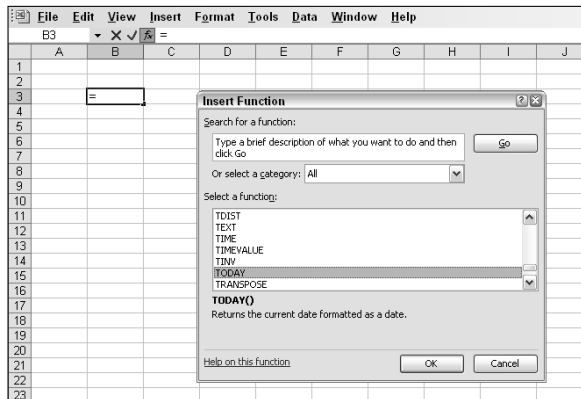 File Edit View Insert Format Tools Data Window Help
B3 fx =
A B C D E F G H I J
1
2
3 =
4
5
6
7
8
9
10
11
12
13
14
15
16
17
18
19
20
21
22
23
Insert Function
Search for a function:
Type a brief description of what you want to do and then
click Go
Go
Or select a category: All
Select a function:
TDIST
TEXT
TIME
TIMEVALUE
TINV
TODAY
TRANSPOSE
TODAY()
Returns the current date formatted as a date.
Help on this function OK Cancel